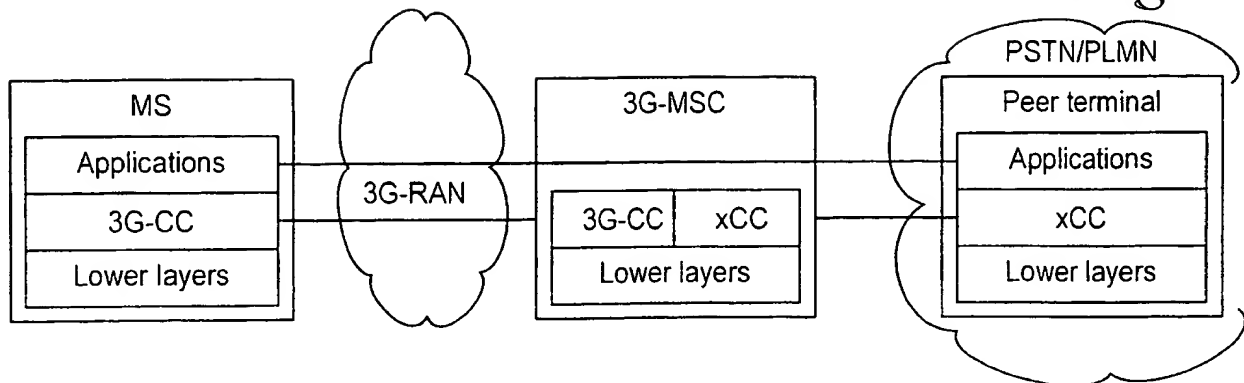 MS
Applications
3G-CC
Lower layers
3G-RAN
3G-MSC
3G-CC
xCC
Lower layers
PSTN/PLMN
Peer terminal
Applications
xCC
Lower layers